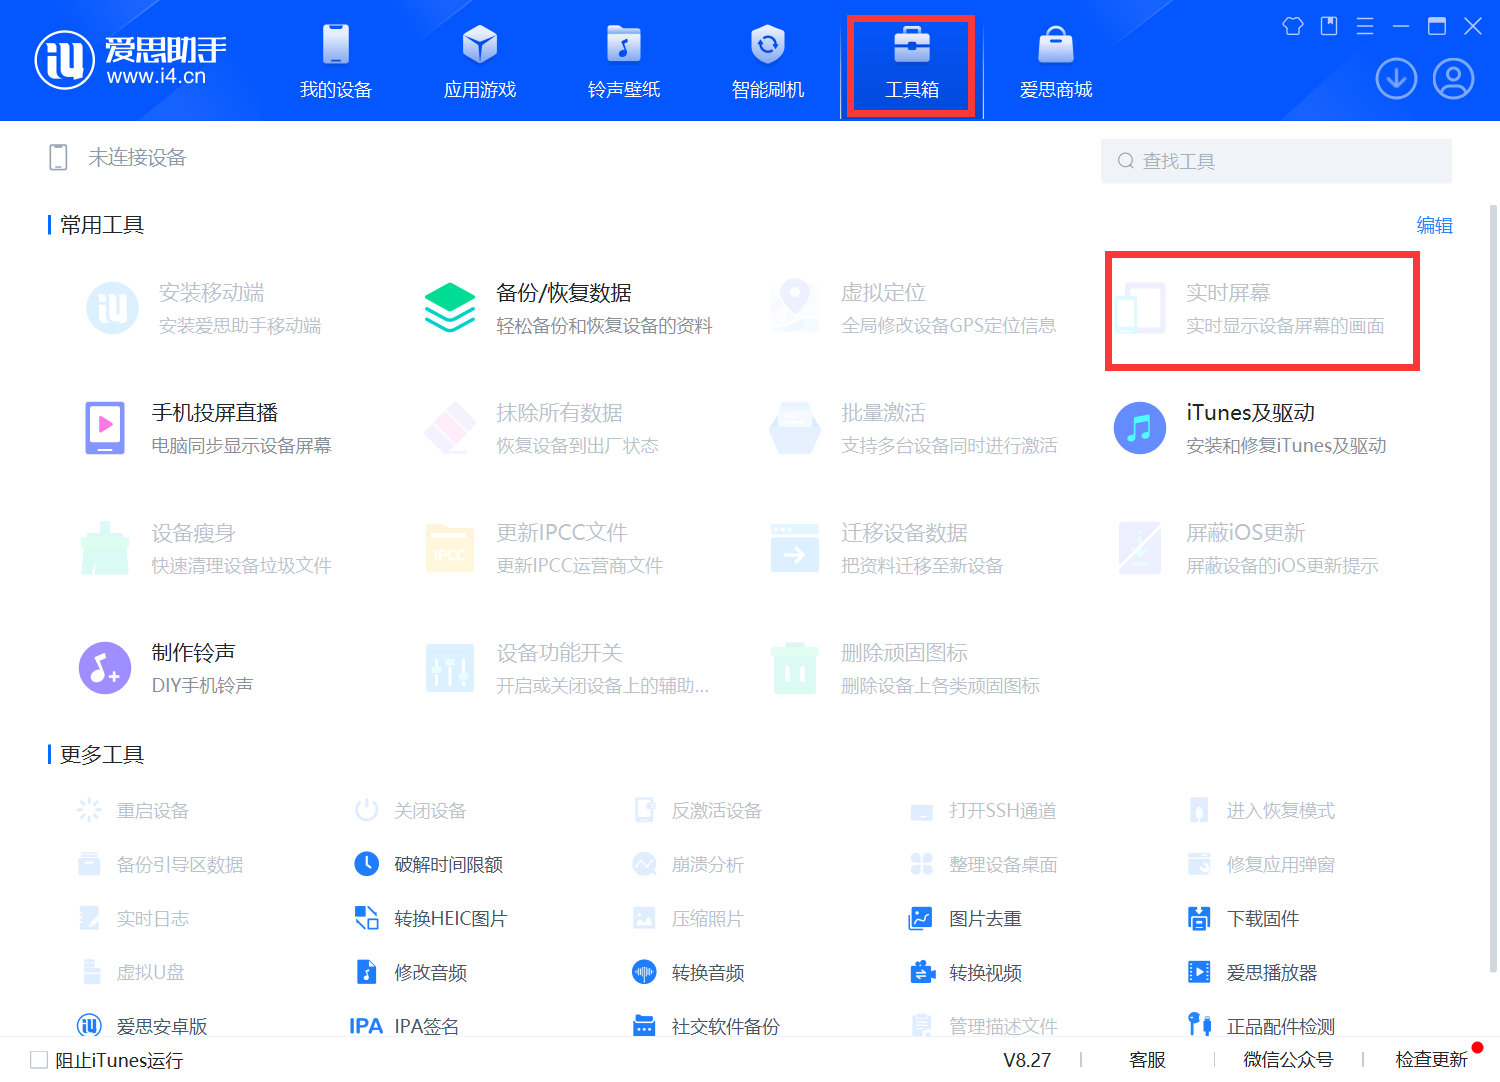 爱思助手
www.i4.cn
我的设备
应用游戏
铃声壁纸
智能刷机
工具箱
爱思商城
未连接设备
查找工具
常用工具
编辑
安装移动端
安装爱思助手移动端
备份/恢复数据
轻松备份和恢复设备的资料
虚拟定位
全局修改设备GPS定位信息
实时屏幕
实时显示设备屏幕的画面
手机投屏直播
电脑同步显示设备屏幕
抹除所有数据
恢复设备到出厂状态
批量激活
支持多台设备同时进行激活
iTunes及驱动
安装和修复iTunes及驱动
设备瘦身
快速清理设备垃圾文件
IPCC
更新IPCC文件
更新IPCC运营商文件
迁移设备数据
把资料迁移至新设备
屏蔽iOS更新
屏蔽设备的iOS更新提示
制作铃声
DIY手机铃声
设备功能开关
开启或关闭设备上的辅助...
删除顽固图标
删除设备上各类顽固图标
更多工具
重启设备
关闭设备
反激活设备
打开SSH通道
进入恢复模式
备份引导区数据
破解时间限额
崩溃分析
整理设备桌面
修复应用弹窗
实时日志
转换HEIC图片
压缩照片
图片去重
下载固件
虚拟U盘
修改音频
转换音频
转换视频
爱思播放器
爱思安卓版
IPA IPA签名
社交软件备份
管理描述文件
正品配件检测
阻止iTunes运行
V8.27
客服
微信公众号
检查更新